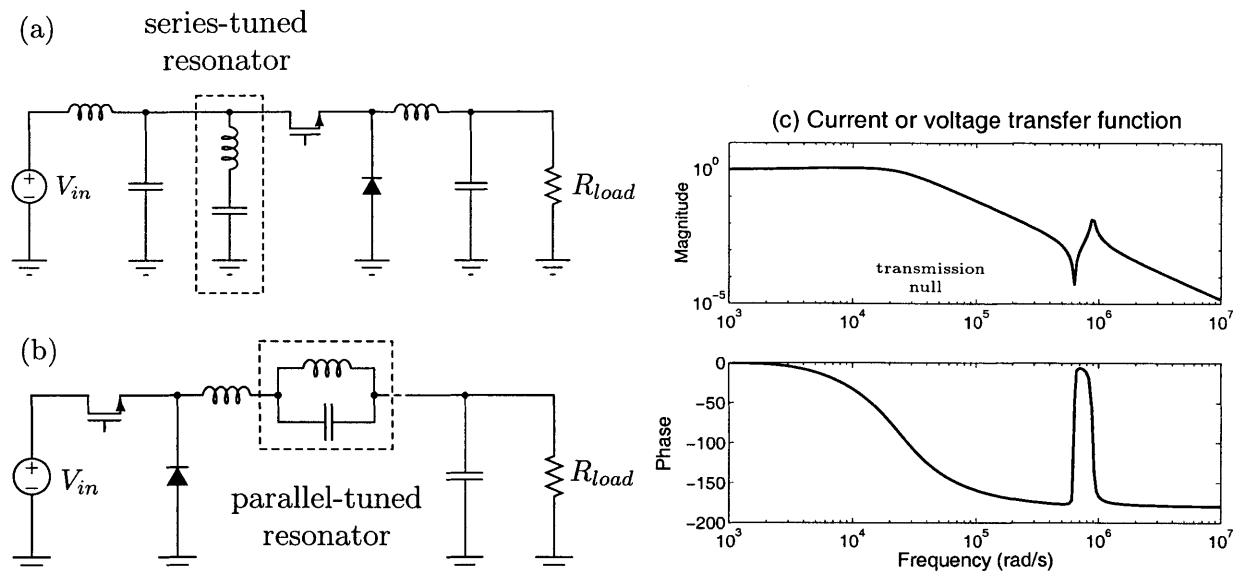 (a)
series-tuned
resonator
V_in
R_load
(b)
V_in
R_load
parallel-tuned
resonator
(c) Current or voltage transfer function
10^0
Magnitude
10^-5
transmission
null
10^3 10^4 10^5 10^6 10^7
0
-50
-100
-150
-200
Phase
10^3 10^4 10^5 10^6 10^7
Frequency (rad/s)